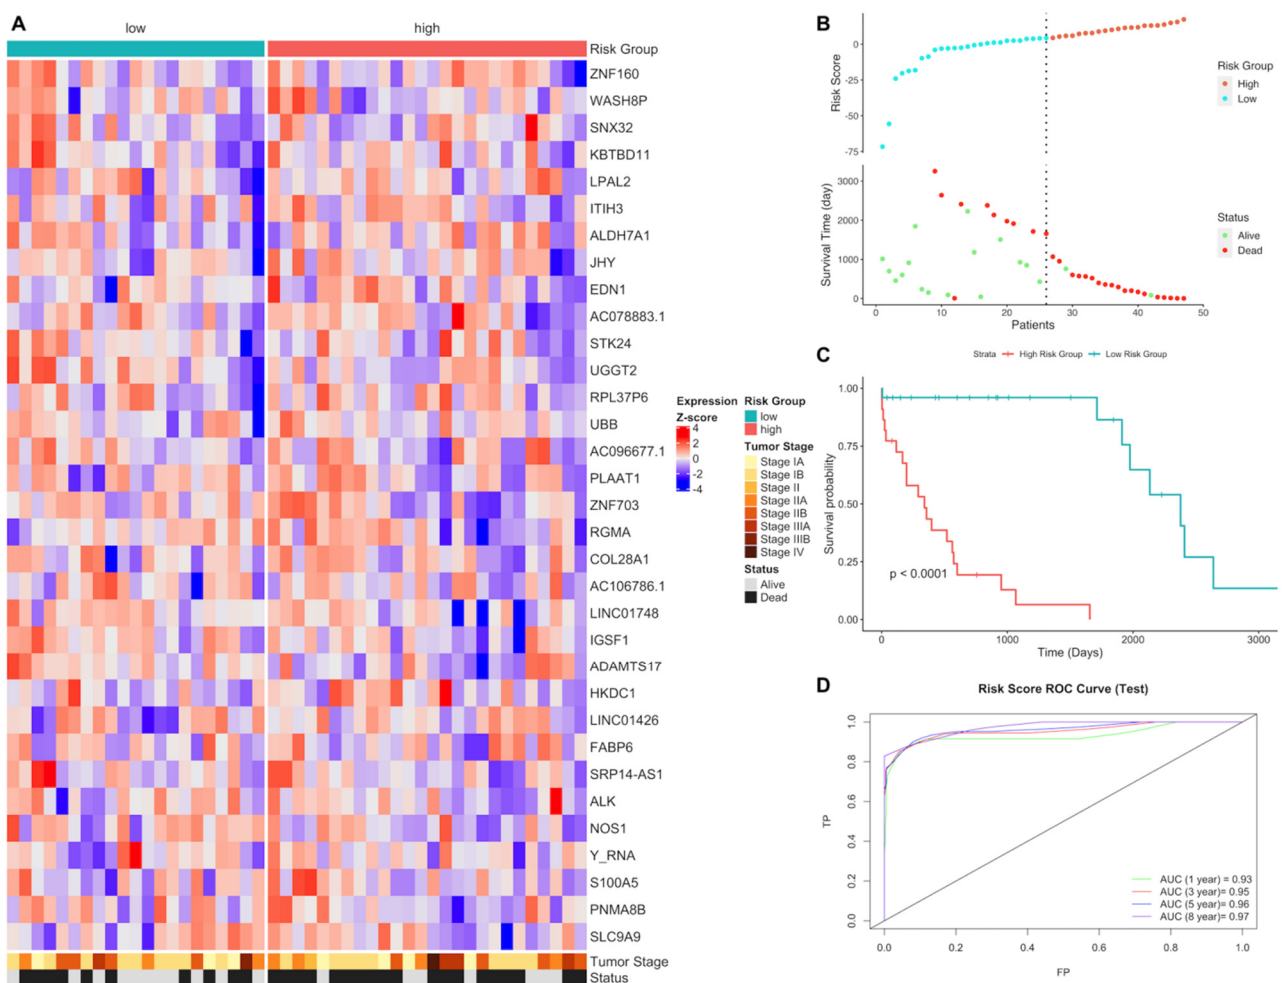 A
low
high
Risk Group
ZNF160
WASH8P
SNX32
KBTBD11
LPAL2
ITIH3
ALDH7A1
JHY
EDN1
AC078883.1
STK24
UGGT2
RPL37P6
UBB
AC096677.1
PLAAT1
ZNF703
RGMA
COL28A1
AC106786.1
LINC01748
IGSF1
ADAMTS17
HKDC1
LINC01426
FABP6
SRP14-AS1
ALK
NOS1
Y_RNA
S100A5
PNMA8B
SLC9A9
Tumor Stage
Status
Expression
Z-score
4
2
0
-2
-4
Risk Group
low
high
Tumor Stage
Stage IA
Stage IB
Stage II
Stage IIA
Stage IIB
Stage IIIA
Stage IIIB
Stage IV
Status
Alive
Dead
B
Risk Score
0
-25
-50
-75
Risk Group
High
Low
Survival Time (day)
3000
2000
1000
0
Status
Alive
Dead
0 10 20 30 40 50
Patients
C
Strata High Risk Group Low Risk Group
Survival probability
1.00
0.75
0.50
0.25
0.00
p < 0.0001
0 1000 2000 3000
Time (Days)
D
Risk Score ROC Curve (Test)
TP
1.0
0.8
0.6
0.4
0.2
0.0
AUC (1 year) = 0.93
AUC (3 year)= 0.95
AUC (5 year)= 0.96
AUC (8 year)= 0.97
0.0 0.2 0.4 0.6 0.8 1.0
FP